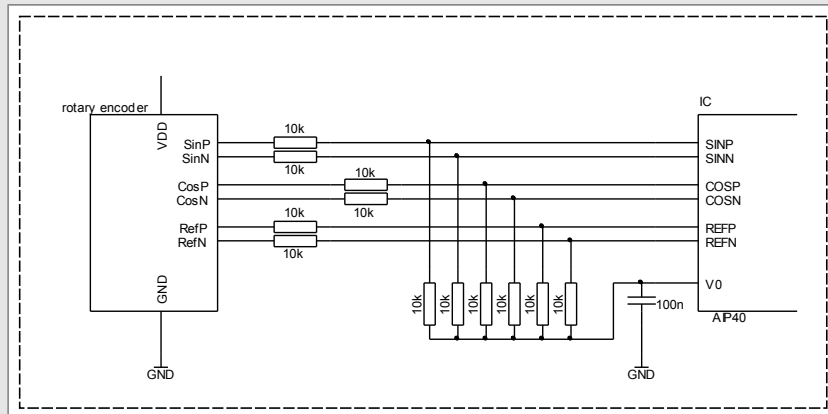 IC
rotary encoder
VDD
10k
SinP
SINP
SinN
SINN
10k
10k
CosP
COSP
CosN
COSN
10k
10k
RefP
REFP
RefN
REFN
10k
GND
V0
10k
10k
10k
10k
10k
10k
100n
AIP40
GND
GND